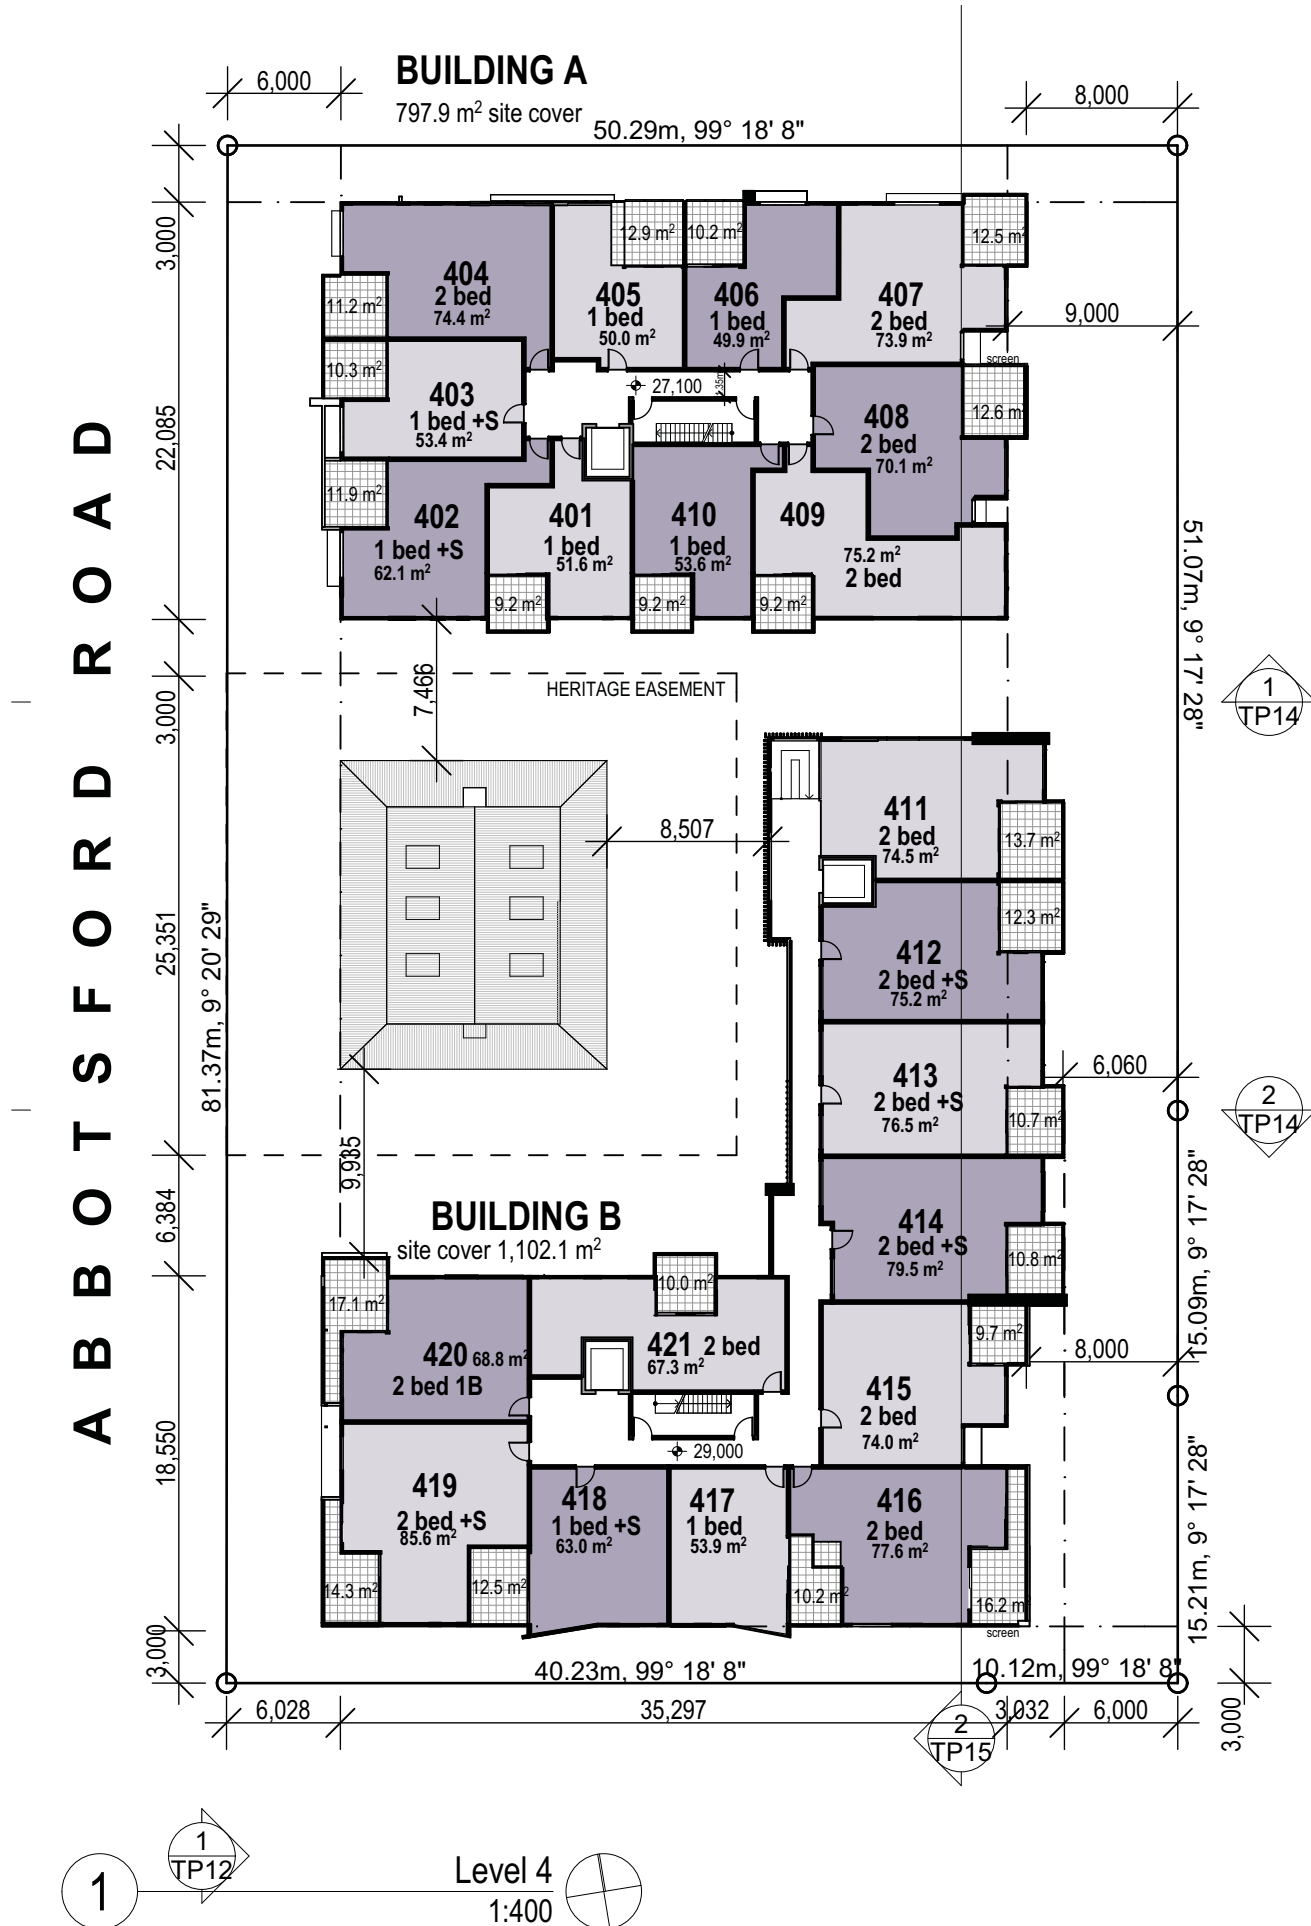 BUILDING A
797.9 m² site cover
6,000
8,000
50.29m, 99° 18' 8"
3,000
22,085
3,000
25,351
6,384
18,550
3,000
ABBOTSFORD ROAD
81.37m, 9° 20' 29"
404
2 bed
74.4 m²
11.2 m²
405
1 bed
50.0 m²
12.9 m²
10.2 m²
406
1 bed
49.9 m²
407
2 bed
73.9 m²
12.5 m²
9,000
screen
10.3 m²
403
1 bed +S
53.4 m²
27,100
408
2 bed
70.1 m²
12.6 m²
11.9 m²
402
1 bed +S
62.1 m²
401
1 bed
51.6 m²
9.2 m²
410
1 bed
53.6 m²
9.2 m²
409
75.2 m²
2 bed
9.2 m²
51.07m, 9° 17' 28"
7,466
HERITAGE EASEMENT
1
TP14
8,507
411
2 bed
74.5 m²
13.7 m²
12.3 m²
412
2 bed +S
75.2 m²
413
2 bed +S
76.5 m²
10.7 m²
6,060
2
TP14
9,935
414
2 bed +S
79.5 m²
10.8 m²
15.09m, 9° 17' 28"
BUILDING B
site cover 1,102.1 m²
17.1 m²
10.0 m²
420 68.8 m²
2 bed 1B
421 2 bed
67.3 m²
9.7 m²
8,000
415
2 bed
74.0 m²
29,000
419
2 bed +S
85.6 m²
14.3 m²
12.5 m²
418
1 bed +S
63.0 m²
417
1 bed
53.9 m²
416
2 bed
77.6 m²
10.2 m²
16.2 m²
screen
15.21m, 9° 17' 28"
40.23m, 99° 18' 8"
10.12m, 99° 18' 8"
6,028
35,297
3,032
6,000
3,000
2
TP15
1
TP12
1
Level 4
1:400